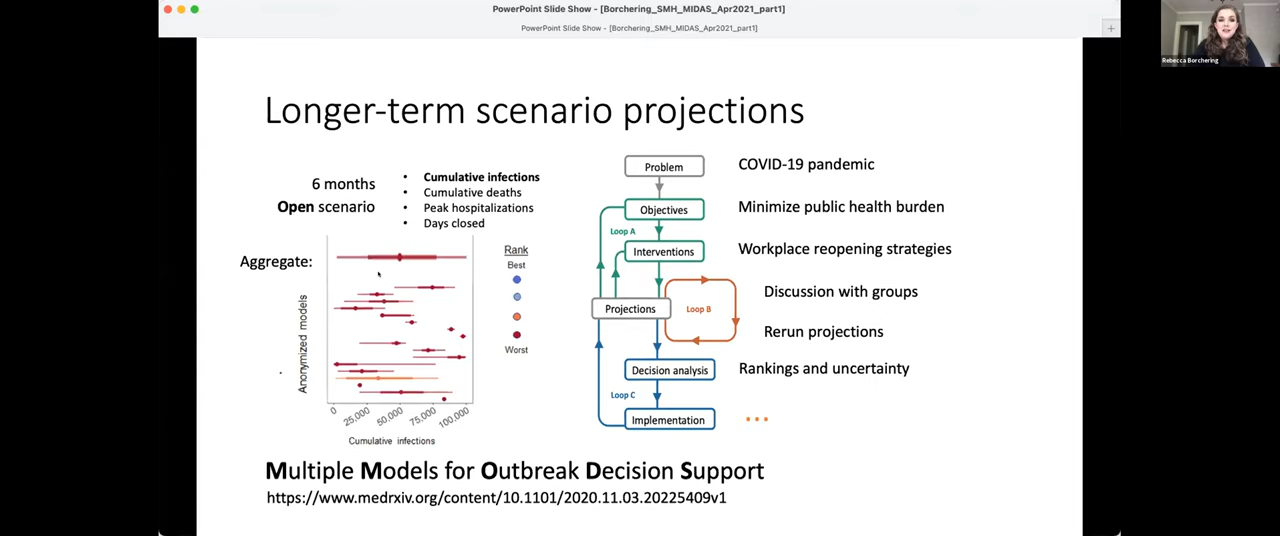 PowerPoint Slide Show - [Borchering_SMH_MIDAS_Apr2021_part1]
PowerPoint Slide Show - [Borchering_SMH_MIDAS_Apr2021_part1]
Rebecca Borchering
Longer-term scenario projections
6 months
Open scenario
• Cumulative infections
• Cumulative deaths
• Peak hospitalizations
• Days closed
Aggregate:
Anonymized models
0 25,000 50,000 75,000 100,000
Cumulative infections
Rank
Best
Worst
Problem
Objectives
Loop A
Interventions
Projections
Loop B
Decision analysis
Loop C
Implementation
COVID-19 pandemic
Minimize public health burden
Workplace reopening strategies
Discussion with groups
Rerun projections
Rankings and uncertainty
...
Multiple Models for Outbreak Decision Support
https://www.medrxiv.org/content/10.1101/2020.11.03.20225409v1